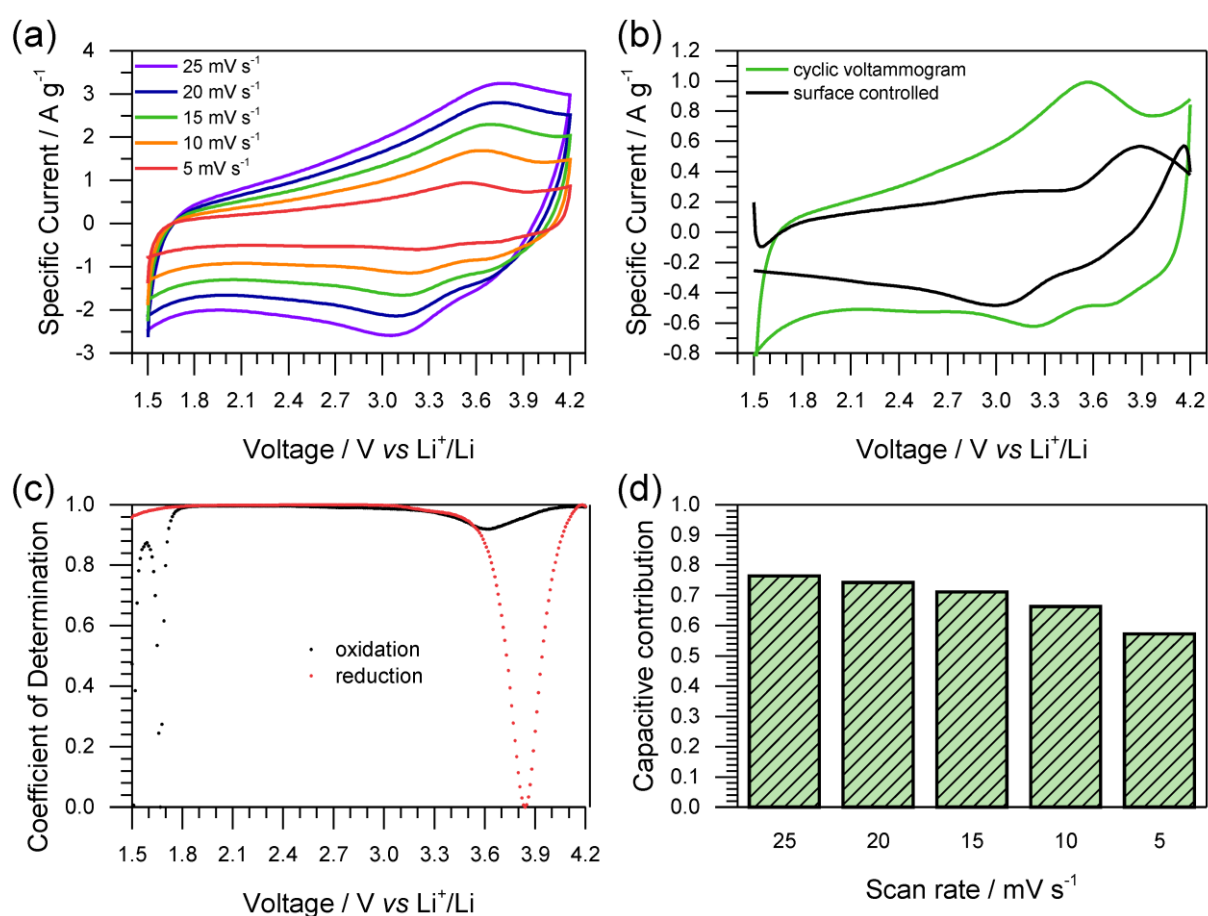 (a)
Specific Current / A g⁻¹
4
3
2
1
0
-1
-2
-3
25 mV s⁻¹
20 mV s⁻¹
15 mV s⁻¹
10 mV s⁻¹
5 mV s⁻¹
1.5 1.8 2.1 2.4 2.7 3.0 3.3 3.6 3.9 4.2
Voltage / V vs Li⁺/Li
(b)
Specific Current / A g⁻¹
1.2
1.0
0.8
0.6
0.4
0.2
0.0
-0.2
-0.4
-0.6
-0.8
cyclic voltammogram
surface controlled
1.5 1.8 2.1 2.4 2.7 3.0 3.3 3.6 3.9 4.2
Voltage / V vs Li⁺/Li
(c)
Coefficient of Determination
1.0
0.8
0.6
0.4
0.2
0.0
oxidation
reduction
1.5 1.8 2.1 2.4 2.7 3.0 3.3 3.6 3.9 4.2
Voltage / V vs Li⁺/Li
(d)
Capacitive contribution
1.0
0.9
0.8
0.7
0.6
0.5
0.4
0.3
0.2
0.1
0.0
25 20 15 10 5
Scan rate / mV s⁻¹